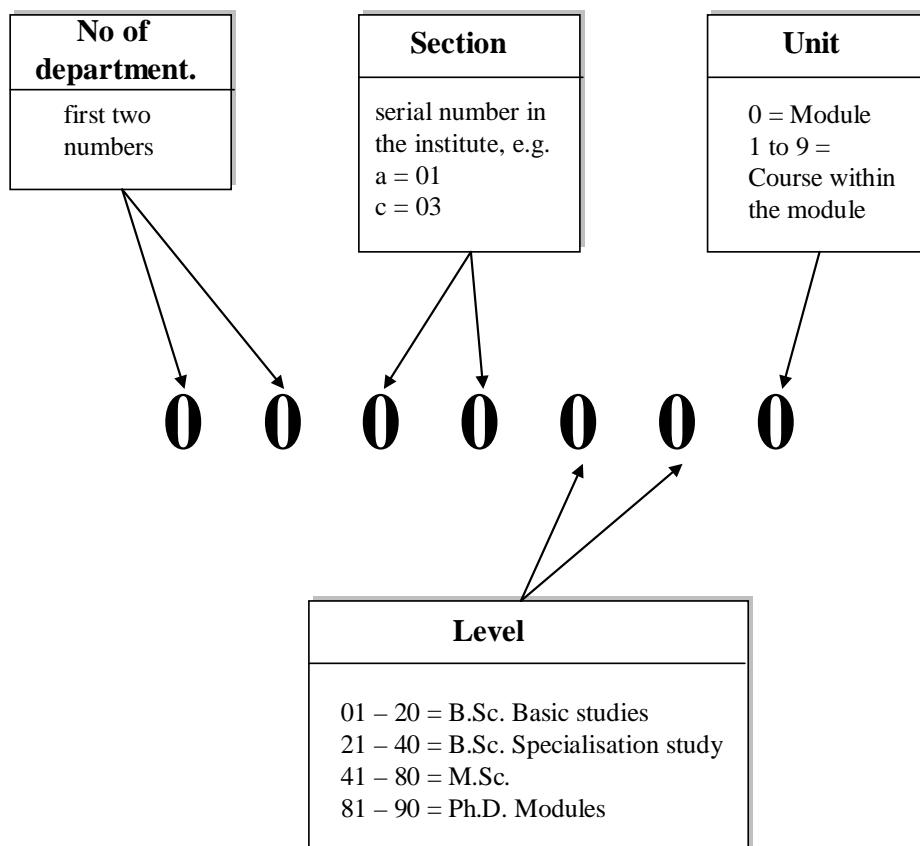 No of
department.
first two
numbers
Section
serial number in
the institute, e.g.
a = 01
c = 03
Unit
0 = Module
1 to 9 =
Course within
the module
0 0 0 0 0 0 0
Level
01 – 20 = B.Sc. Basic studies
21 – 40 = B.Sc. Specialisation study
41 – 80 = M.Sc.
81 – 90 = Ph.D. Modules